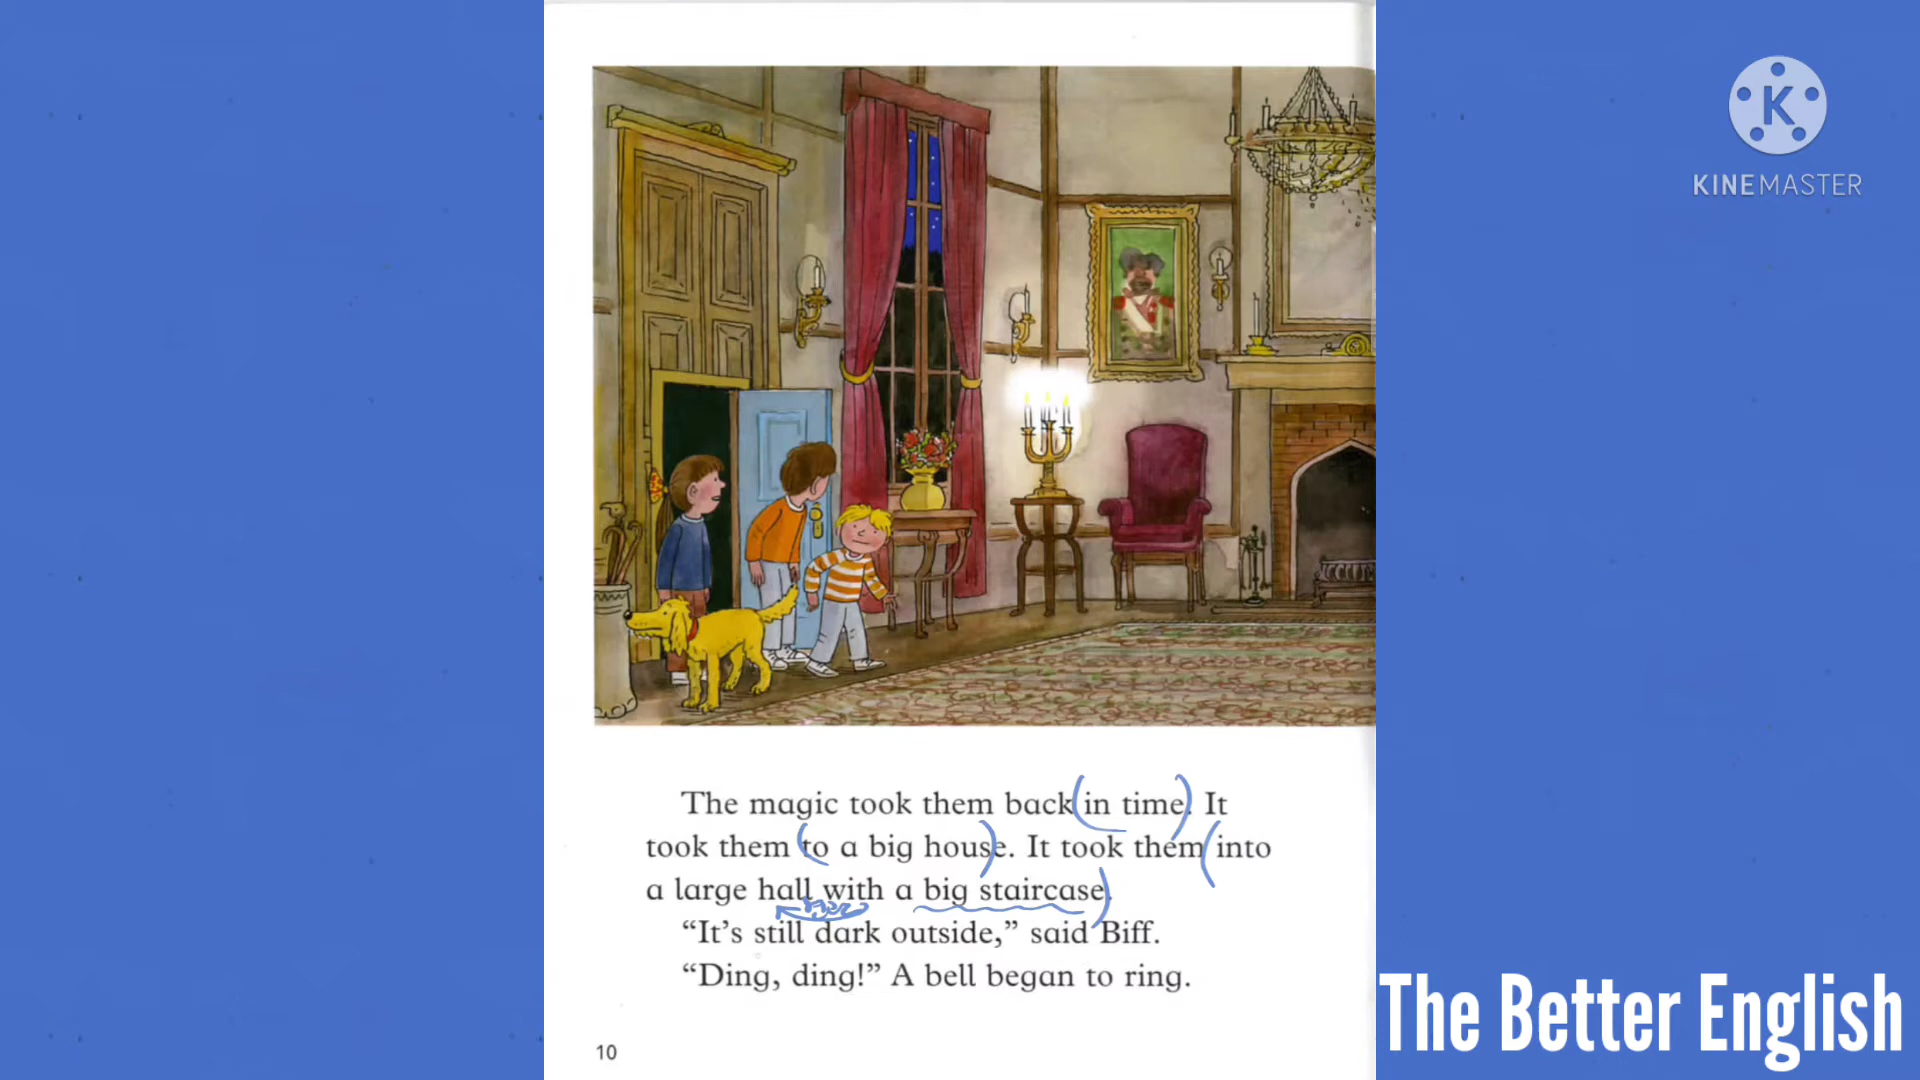 KINEMASTER
The magic took them back in time. It
took them to a big house. It took them into
a large hall with a big staircase.
"It's still dark outside," said Biff.
"Ding, ding!" A bell began to ring.
10
The Better English